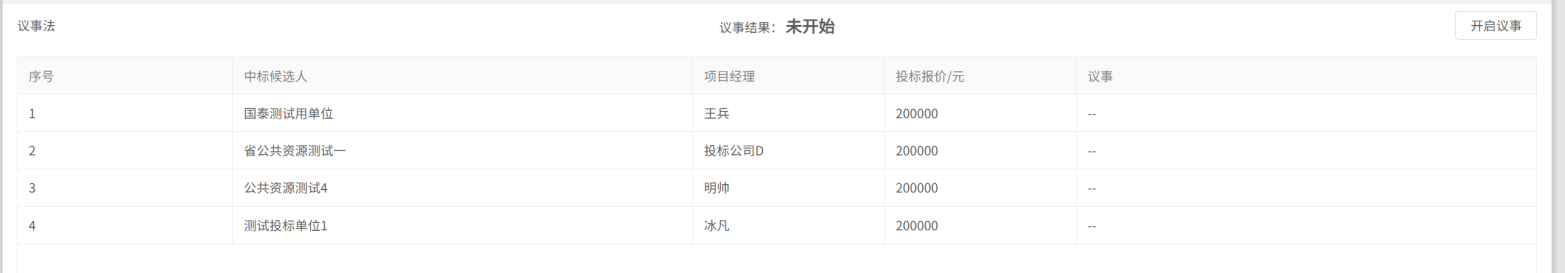 议事法 议事结果： 未开始 开启议事
序号 中标候选人 项目经理 投标报价/元 议事
1 国泰测试用单位 王兵 200000 --
2 省公共资源测试一 投标公司D 200000 --
3 公共资源测试4 明帅 200000 --
4 测试投标单位1 冰凡 200000 --